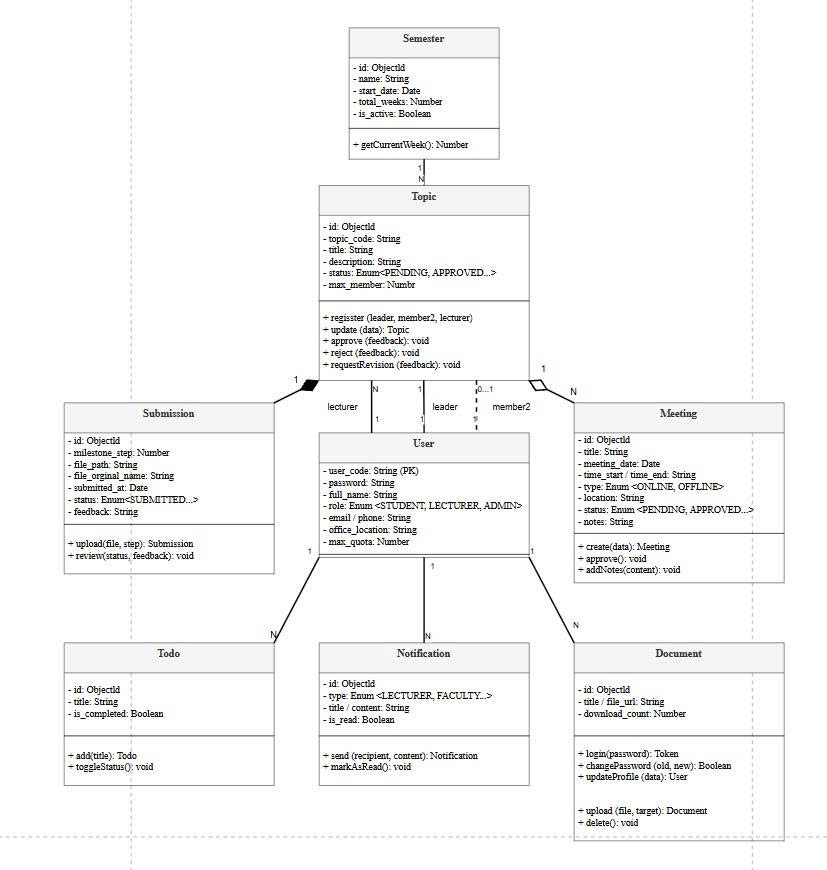 Semester
- id: ObjectId
- name: String
- start_date: Date
- total_weeks: Number
- is_active: Boolean
+ getCurrentWeek(): Number
1
N
Topic
- id: ObjectId
- topic_code: String
- title: String
- description: String
- status: Enum<PENDING, APPROVED...>
- max_member: Numbr
+ regisster (leader, member2, lecturer)
+ update (data): Topic
+ approve (feedback): void
+ reject (feedback): void
+ requestRevision (feedback): void
1
N
1
0...1
1
N
lecturer
leader
member2
1
1
1
Submission
- id: ObjectId
- milestone_step: Number
- file_path: String
- file_orginal_name: String
- submitted_at: Date
- status: Enum<SUBMITTED...>
- feedback: String
+ upload(file, step): Submission
+ review(status, feedback): void
User
- user_code: String (PK)
- password: String
- full_name: String
- role: Enum <STUDENT, LECTURER, ADMIN>
- email / phone: String
- office_location: String
- max_quota: Number
Meeting
- id: ObjectId
- title: String
- meeting_date: Date
- time_start / time_end: String
- type: Enum <ONLINE, OFFLINE>
- location: String
- status: Enum <PENDING, APPROVED...>
- notes: String
+ create(data): Meeting
+ approve(): void
+ addNotes(content): void
1
1
1
N
N
N
Todo
- id: ObjectId
- title: String
- is_completed: Boolean
+ add(title): Todo
+ toggleStatus(): void
Notification
- id: ObjectId
- type: Enum <LECTURER, FACULTY...>
- title / content: String
- is_read: Boolean
+ send (recipient, content): Notification
+ markAsRead(): void
Document
- id: ObjectId
- title / file_url: String
- download_count: Number
+ login(password): Token
+ changePassword (old, new): Boolean
+ updateProfile (data): User
+ upload (file, target): Document
+ delete(): void